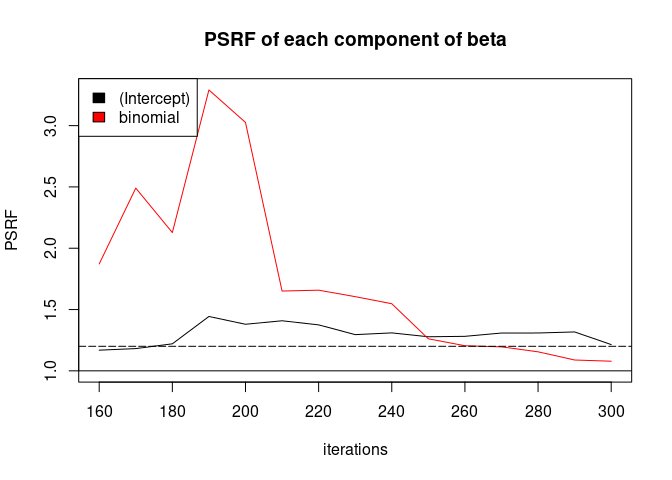 PSRF of each component of beta
(Intercept)
binomial
PSRF
3.0
2.5
2.0
1.5
1.0
160 180 200 220 240 260 280 300
iterations